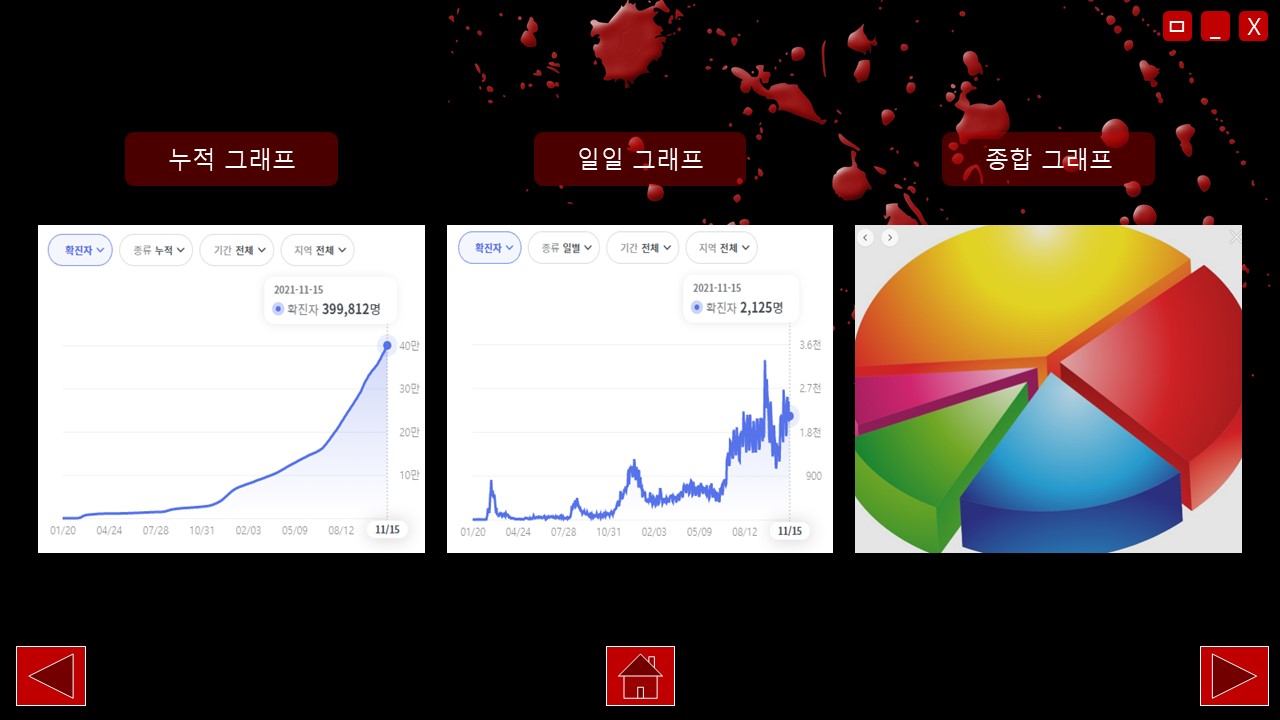 X
누적 그래프
일일 그래프
종합 그래프
확진자
종류 누적
기간 전체
지역 전체
2021-11-15
확진자 399,812명
40만
30만
20만
10만
01/20 04/24 07/28 10/31 02/03 05/09 08/12 11/15
확진자
종류 일별
기간 전체
지역 전체
2021-11-15
확진자 2,125명
3.6천
2.7천
1.8천
900
01/20 04/24 07/28 10/31 02/03 05/09 08/12 11/15